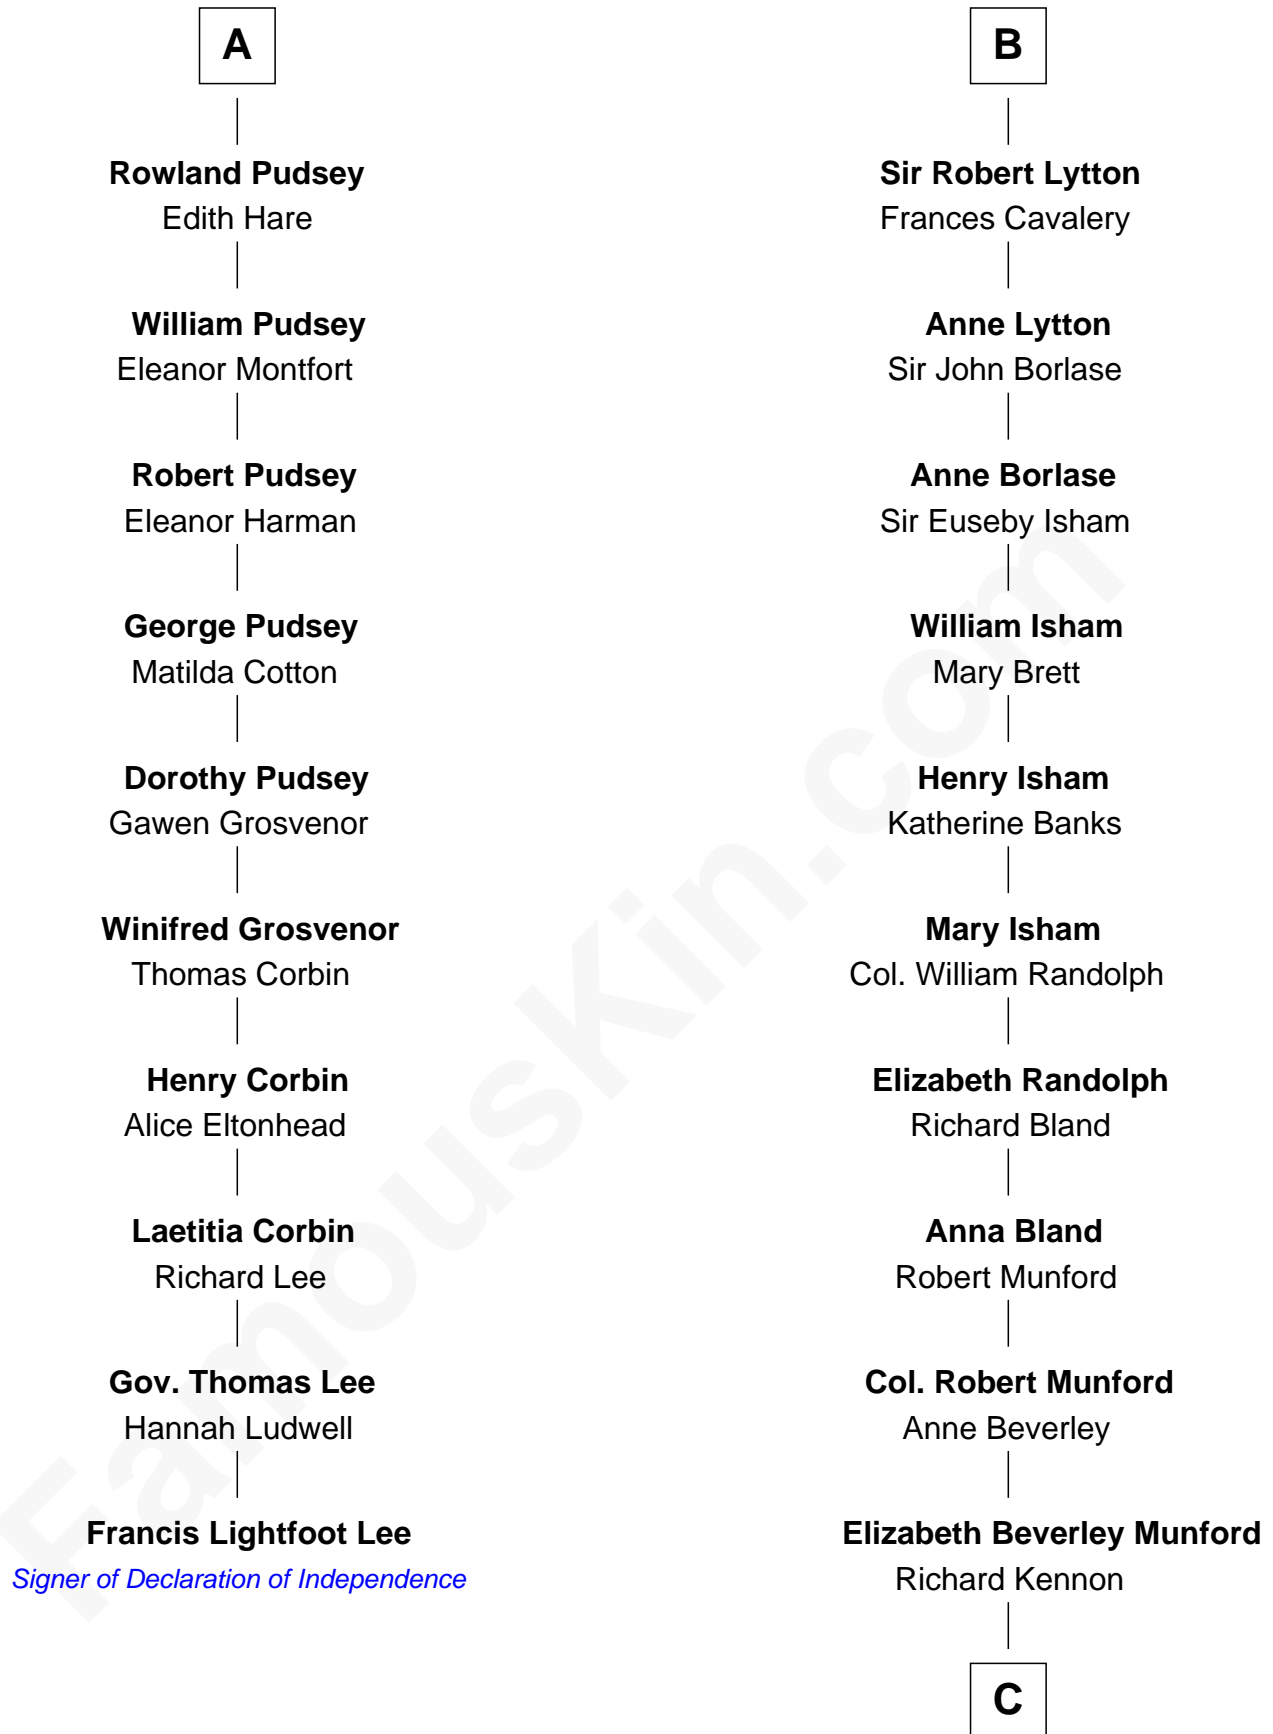 A
Rowland Pudsey
Edith Hare
William Pudsey
Eleanor Montfort
Robert Pudsey
Eleanor Harman
George Pudsey
Matilda Cotton
Dorothy Pudsey
Gawen Grosvenor
Winifred Grosvenor
Thomas Corbin
Henry Corbin
Alice Eltonhead
Laetitia Corbin
Richard Lee
Gov. Thomas Lee
Hannah Ludwell
Francis Lightfoot Lee
Signer of Declaration of Independence
B
Sir Robert Lytton
Frances Cavalery
Anne Lytton
Sir John Borlase
Anne Borlase
Sir Euseby Isham
William Isham
Mary Brett
Henry Isham
Katherine Banks
Mary Isham
Col. William Randolph
Elizabeth Randolph
Richard Bland
Anna Bland
Robert Munford
Col. Robert Munford
Anne Beverley
Elizabeth Beverley Munford
Richard Kennon
C
FamousKin.com